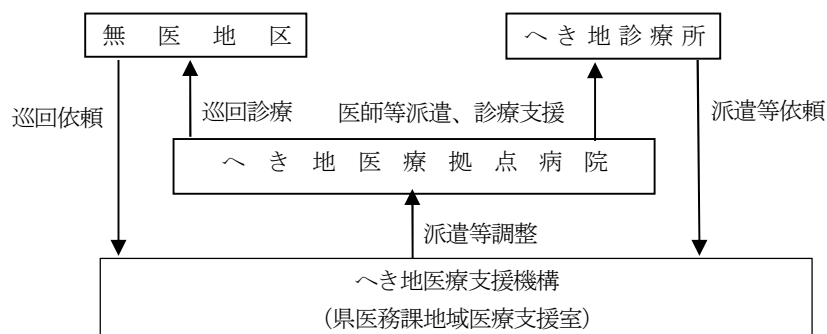 無医地区
へき地診療所
巡回依頼
巡回診療
医師等派遣、診療支援
派遣等依頼
へき地医療拠点病院
派遣等調整
へき地医療支援機構
（県医務課地域医療支援室）